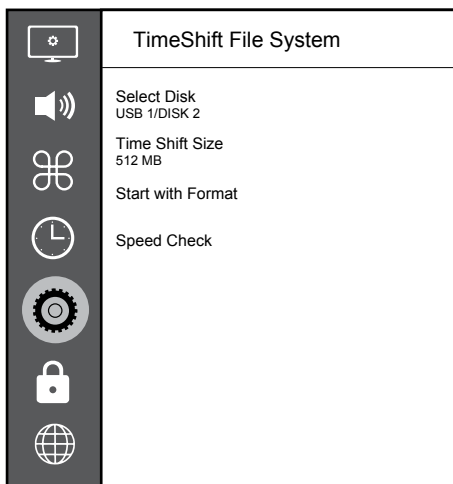 TimeShift File System
Select Disk
USB 1/DISK 2
Time Shift Size
512 MB
Start with Format
Speed Check